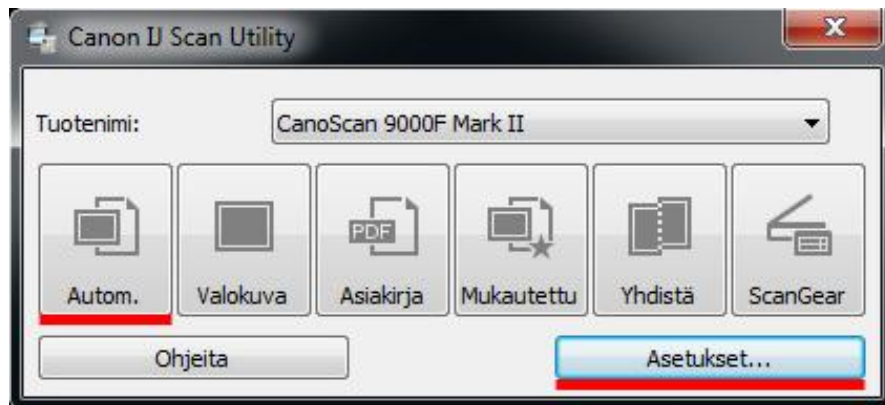 Canon IJ Scan Utility
Tuotenimi: CanoScan 9000F Mark II
PDF
Autom. Valokuva Asiakirja Mukautettu Yhdistä ScanGear
Ohjeita Asetukset...